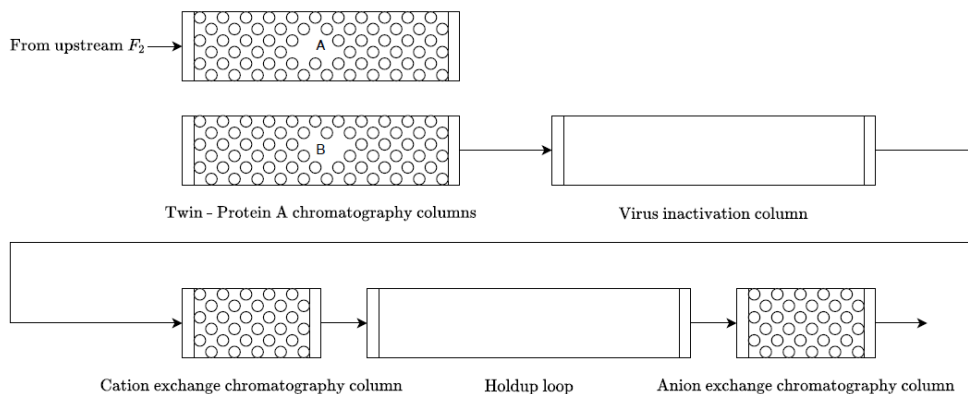 From upstream F₂
A
B
Twin - Protein A chromatography columns
Virus inactivation column
Cation exchange chromatography column
Holdup loop
Anion exchange chromatography column